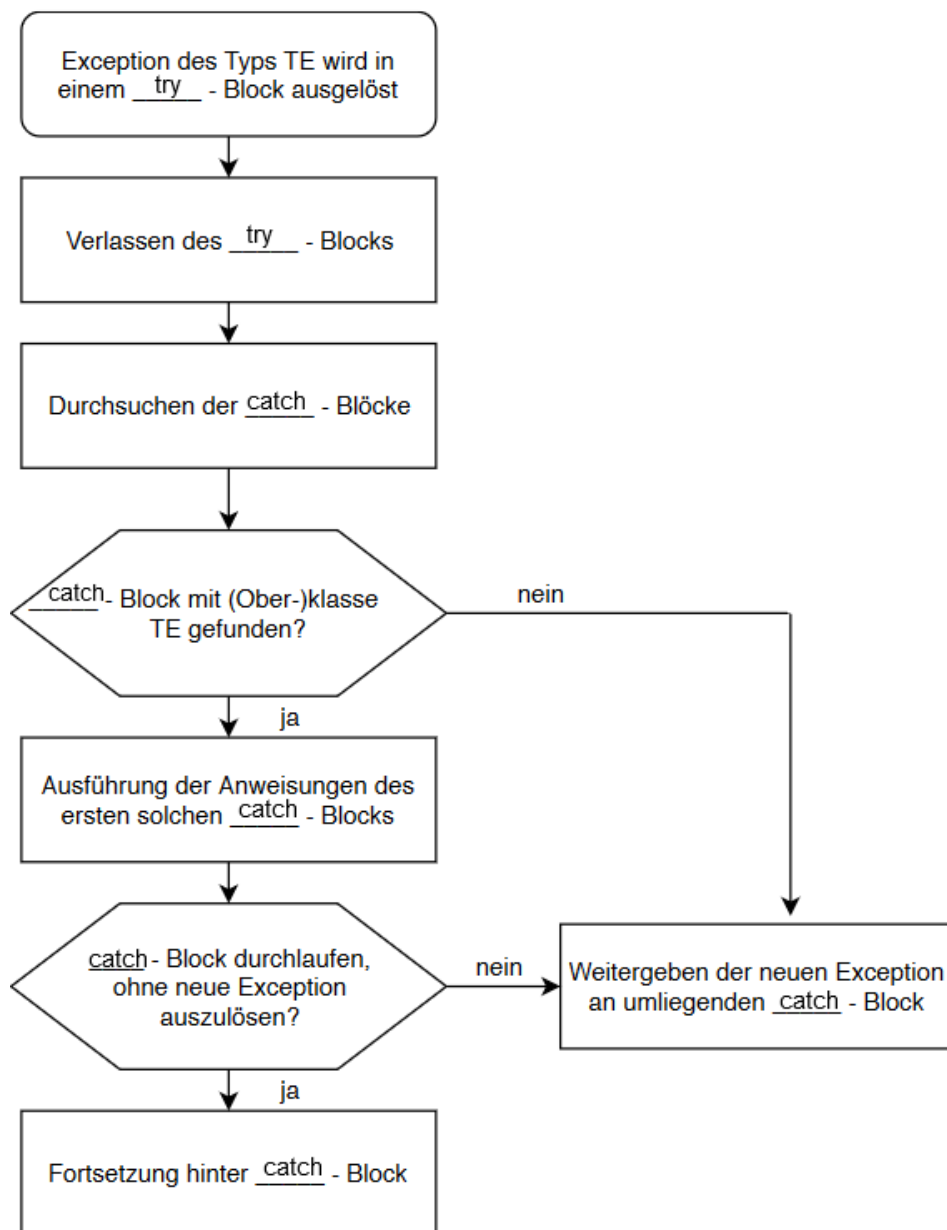 Exception des Typs TE wird in
einem try - Block ausgelöst
Verlassen des try - Blocks
Durchsuchen der catch - Blöcke
catch - Block mit (Ober-)klasse
TE gefunden?
nein
ja
Ausführung der Anweisungen des
ersten solchen catch - Blocks
catch - Block durchlaufen,
ohne neue Exception
auszulösen?
nein
Weitergeben der neuen Exception
an umliegenden catch - Block
ja
Fortsetzung hinter catch - Block